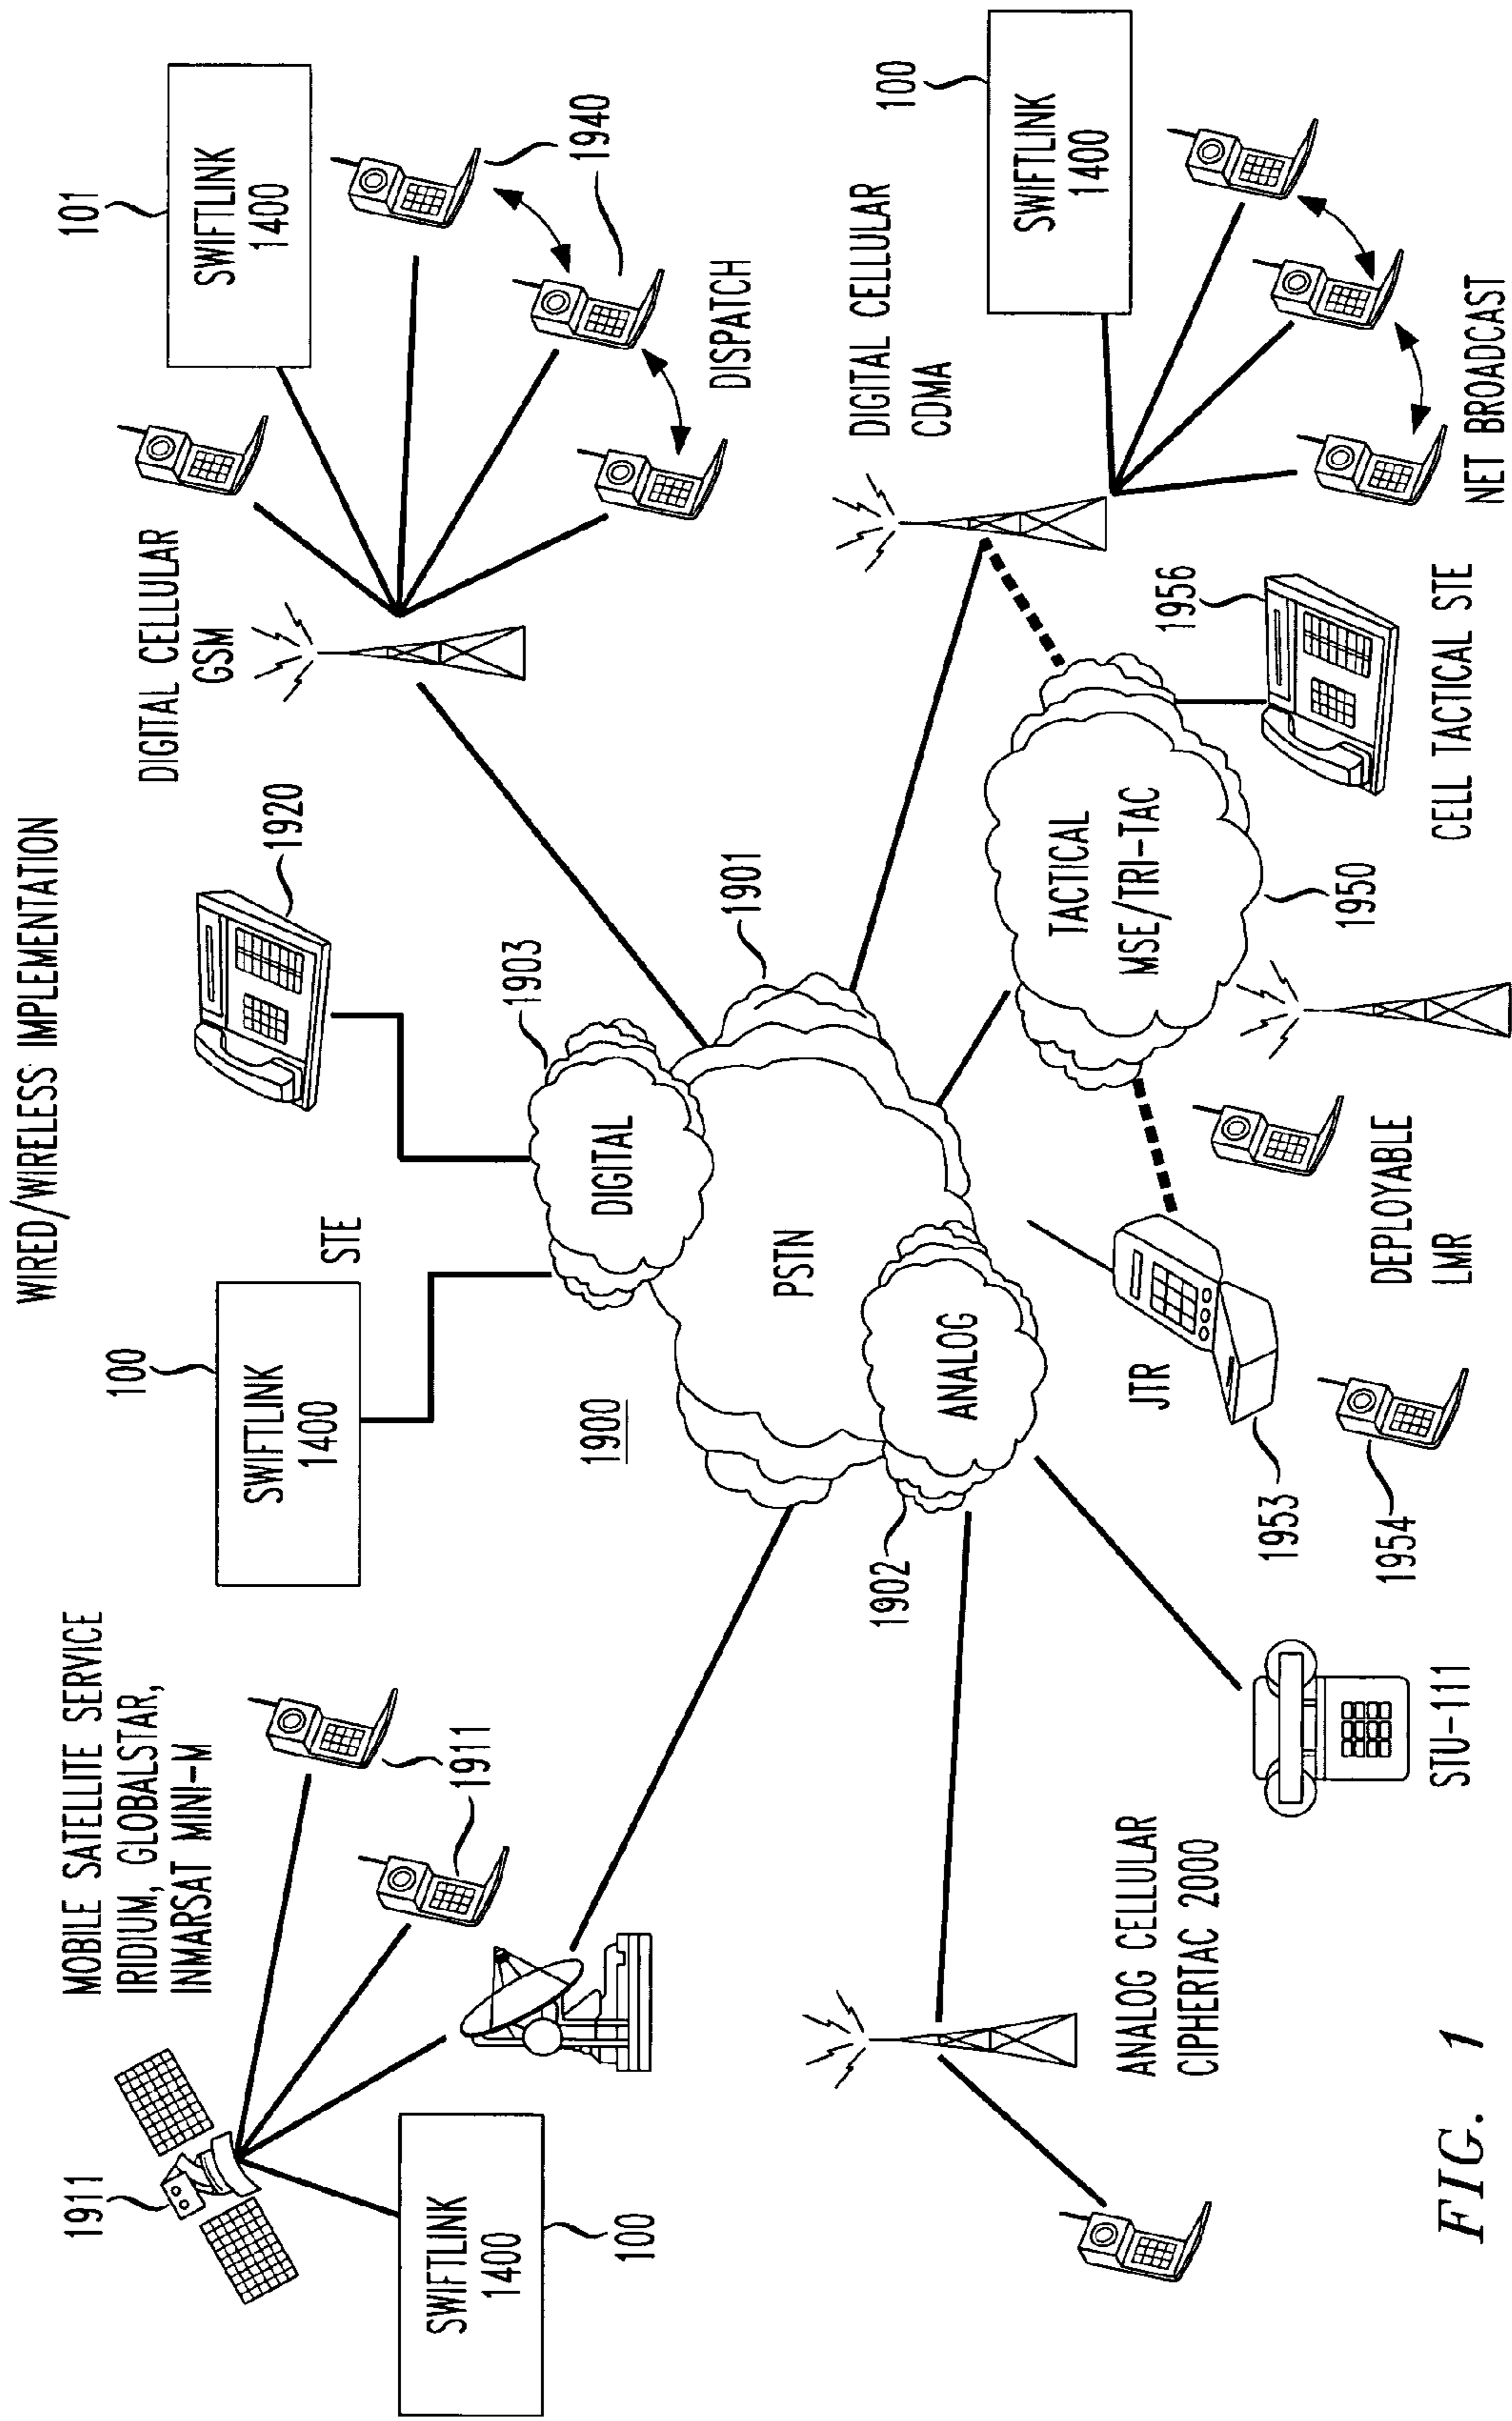 WIRED/WIRELESS IMPLEMENTATION
MOBILE SATELLITE SERVICE
IRIDIUM, GLOBALSTAR,
INMARSAT MINI-M
1911
1911
SWIFTLINK
1400
100
100
SWIFTLINK
1400
STE
1920
DIGITAL CELLULAR
GSM
101
SWIFTLINK
1400
1940
DISPATCH
1900
DIGITAL
1903
PSTN
1901
ANALOG
1902
DIGITAL CELLULAR
CDMA
100
SWIFTLINK
1400
NET BROADCAST
TACTICAL
MSE/TRI-TAC
1950
1956
CELL TACTICAL STE
JTR
1953
1954
DEPLOYABLE
LMR
ANALOG CELLULAR
CIPHERTAC 2000
STU-111
FIG. 1